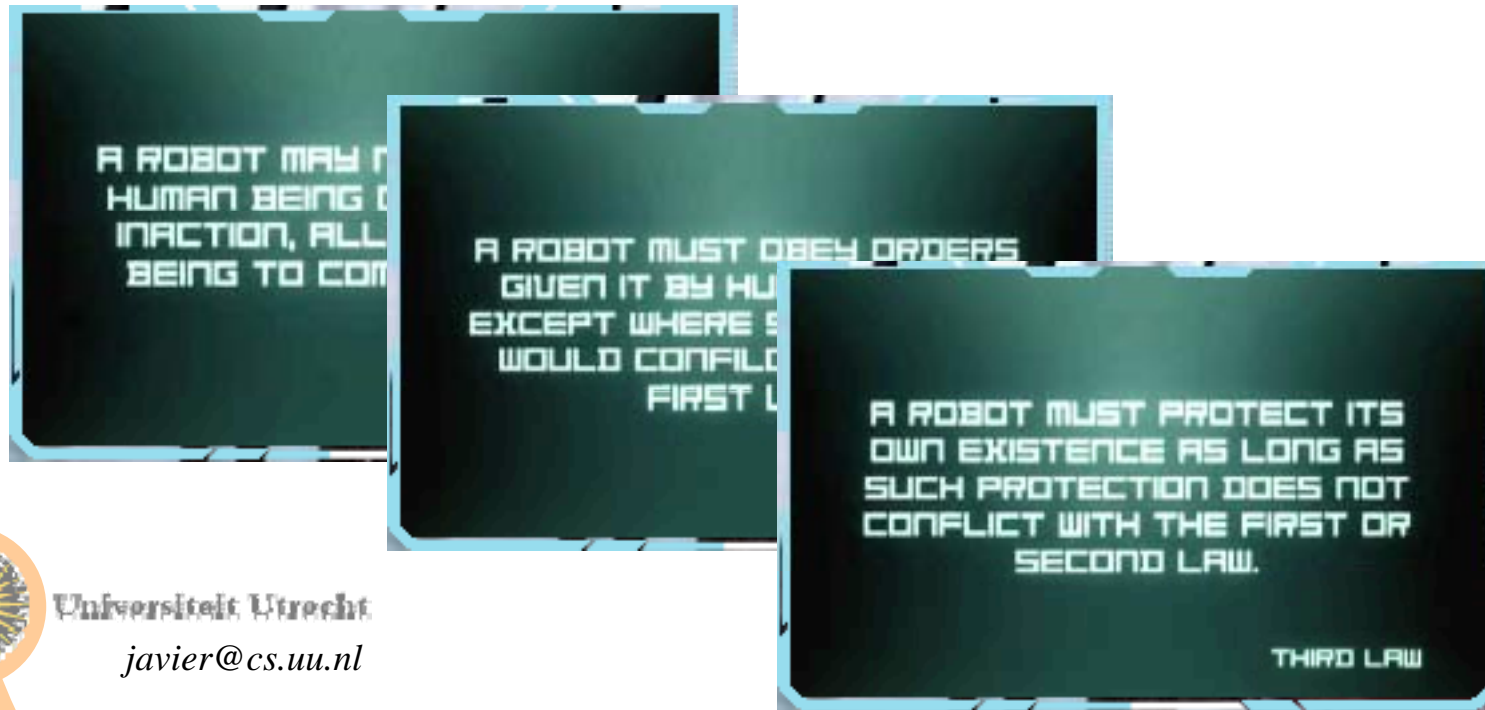 A ROBOT MAY
HUMAN BEING
INACTION, ALL
BEING TO COM
A ROBOT MUST OBEY ORDERS
GIVEN IT BY HU
EXCEPT WHERE S
WOULD CONFILC
FIRST L
A ROBOT MUST PROTECT ITS
OWN EXISTENCE AS LONG AS
SUCH PROTECTION DOES NOT
CONFLICT WITH THE FIRST OR
SECOND LAW.
THIRD LAW
Universiteit Utrecht
javier@cs.uu.nl